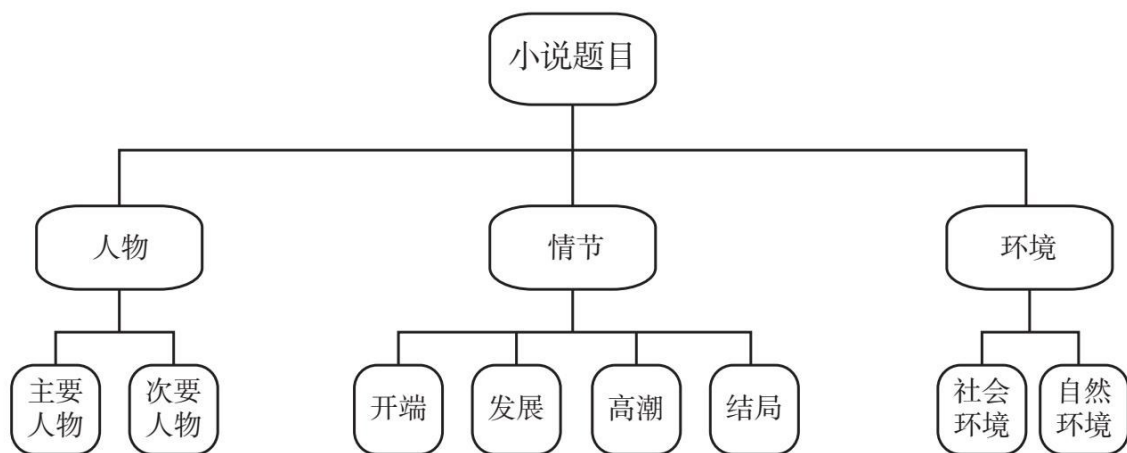 小说题目
人物
情节
环境
主要
人物
次要
人物
开端
发展
高潮
结局
社会
环境
自然
环境